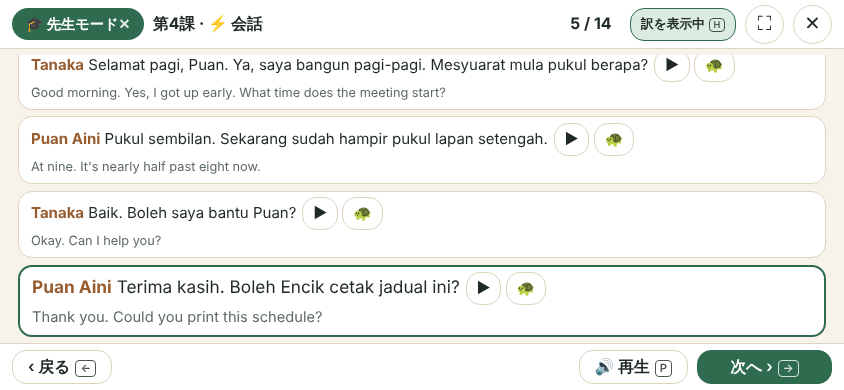 🎓 先生モード✕ 第4課 · ⚡ 会話 5 / 14 訳を表示中 H ✕
Tanaka Selamat pagi, Puan. Ya, saya bangun pagi-pagi. Mesyuarat mula pukul berapa? ▶ 🐢
Good morning. Yes, I got up early. What time does the meeting start?
Puan Aini Pukul sembilan. Sekarang sudah hampir pukul lapan setengah. ▶ 🐢
At nine. It's nearly half past eight now.
Tanaka Baik. Boleh saya bantu Puan? ▶ 🐢
Okay. Can I help you?
Puan Aini Terima kasih. Boleh Encik cetak jadual ini? ▶ 🐢
Thank you. Could you print this schedule?
‹ 戻る ← 🔊 再生 P 次へ › →